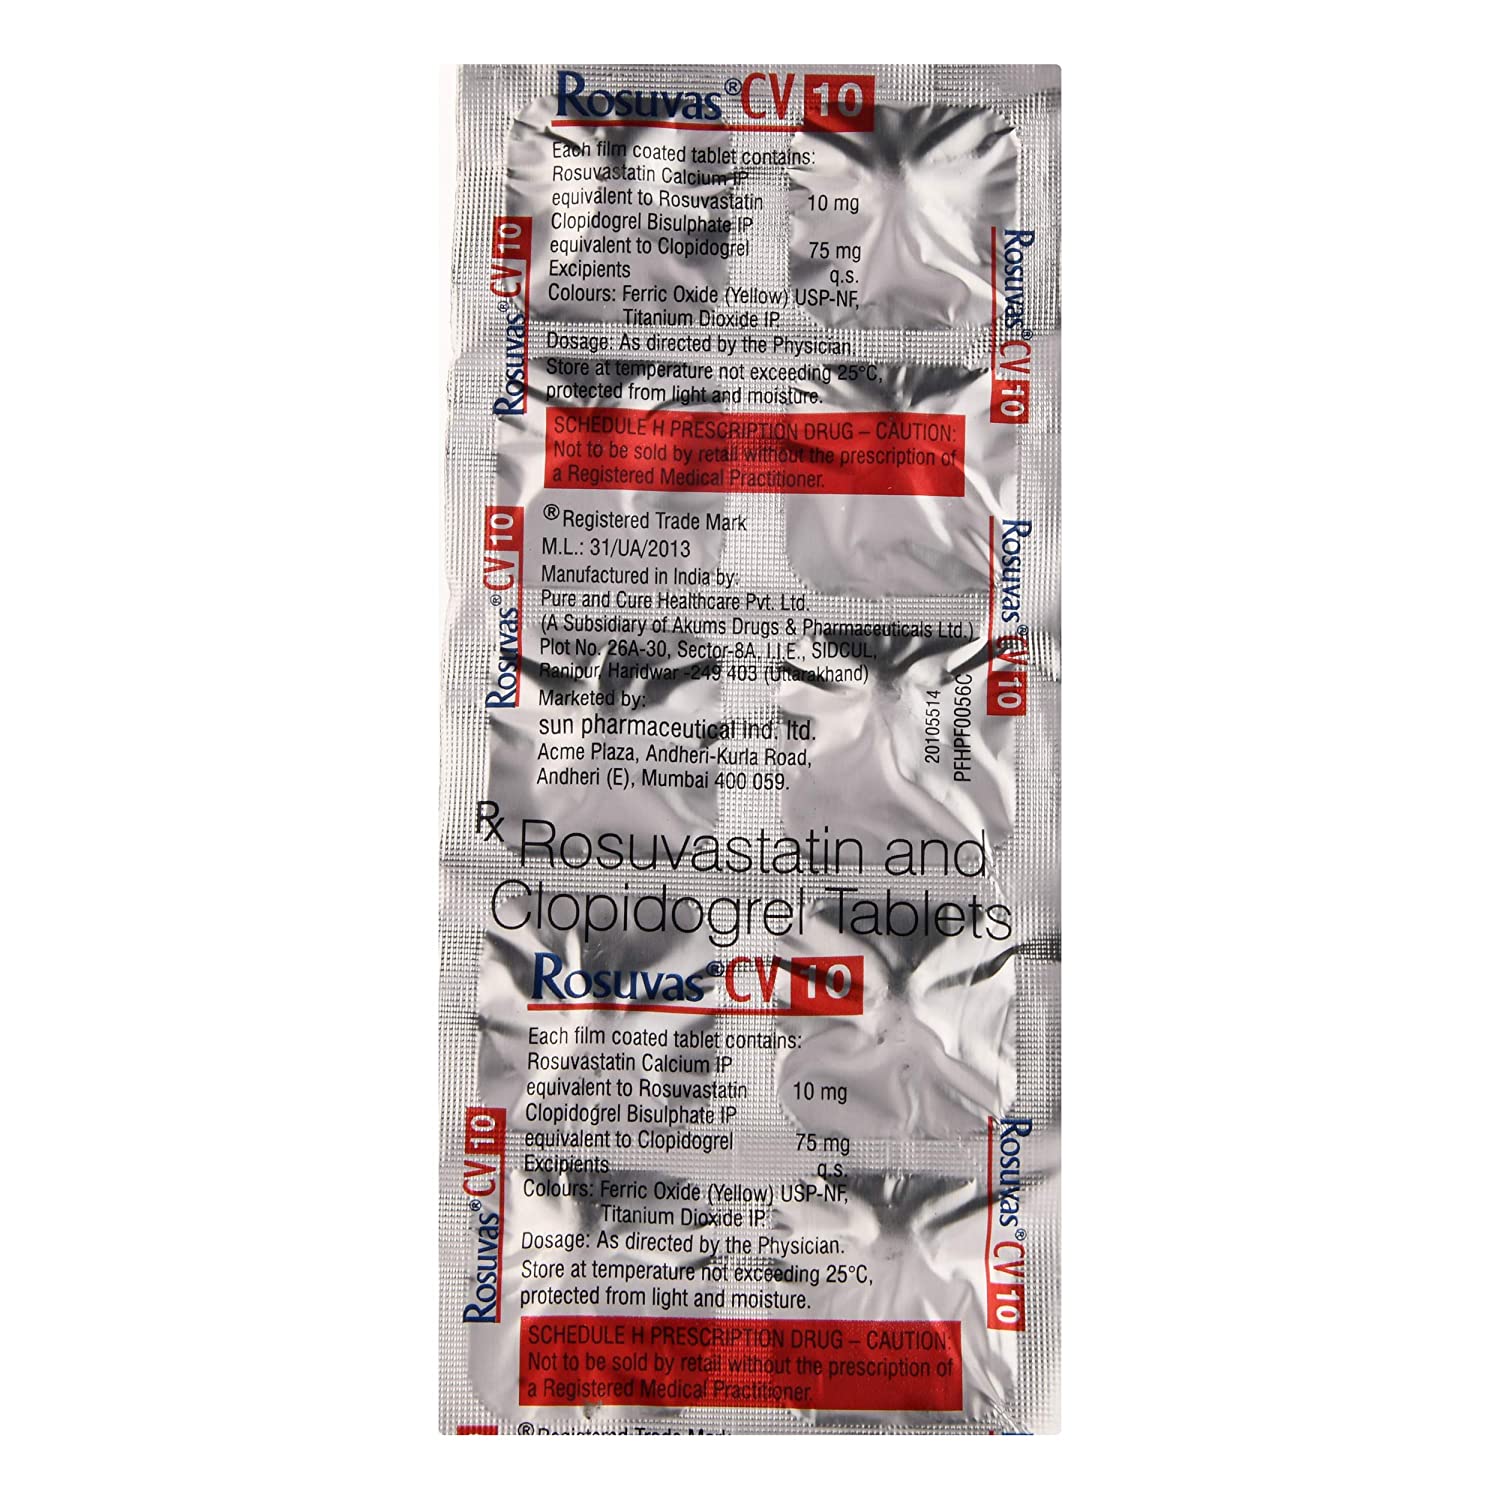 Rosuvas®CV 10
Each film coated tablet contains:
Rosuvastatin Calcium IP
equivalent to Rosuvastatin 10 mg
Clopidogrel Bisulphate IP
equivalent to Clopidogrel 75 mg
Excipients q.s.
Colours: Ferric Oxide (Yellow) USP-NF,
Titanium Dioxide IP
Dosage: As directed by the Physician.
Store at temperature not exceeding 25°C,
protected from light and moisture.
SCHEDULE H PRESCRIPTION DRUG – CAUTION:
Not to be sold by retail without the prescription of
a Registered Medical Practitioner.
® Registered Trade Mark
M.L.: 31/UA/2013
Manufactured in India by:
Pure and Cure Healthcare Pvt. Ltd.
(A Subsidiary of Akums Drugs & Pharmaceuticals Ltd.)
Plot No. 26A-30, Sector-8A, I.I.E., SIDCUL,
Ranipur, Haridwar -249 403 (Uttarakhand)
Marketed by:
sun pharmaceutical ind. ltd.
Acme Plaza, Andheri-Kurla Road,
Andheri (E), Mumbai 400 059.
20105514
PFHPF0056C
Rosuvas®CV 10
Rosuvas®CV 10
Rosuvas®CV 10
Rosuvas®CV 10
Rx Rosuvastatin and
Clopidogrel Tablets
Rosuvas®CV 10
Each film coated tablet contains:
Rosuvastatin Calcium IP
equivalent to Rosuvastatin 10 mg
Clopidogrel Bisulphate IP
equivalent to Clopidogrel 75 mg
Excipients q.s.
Colours: Ferric Oxide (Yellow) USP-NF,
Titanium Dioxide IP
Dosage: As directed by the Physician.
Store at temperature not exceeding 25°C,
protected from light and moisture.
SCHEDULE H PRESCRIPTION DRUG – CAUTION:
Not to be sold by retail without the prescription of
a Registered Medical Practitioner.
Rosuvas®CV 10
Rosuvas®CV 10
® Registered Trade Mark